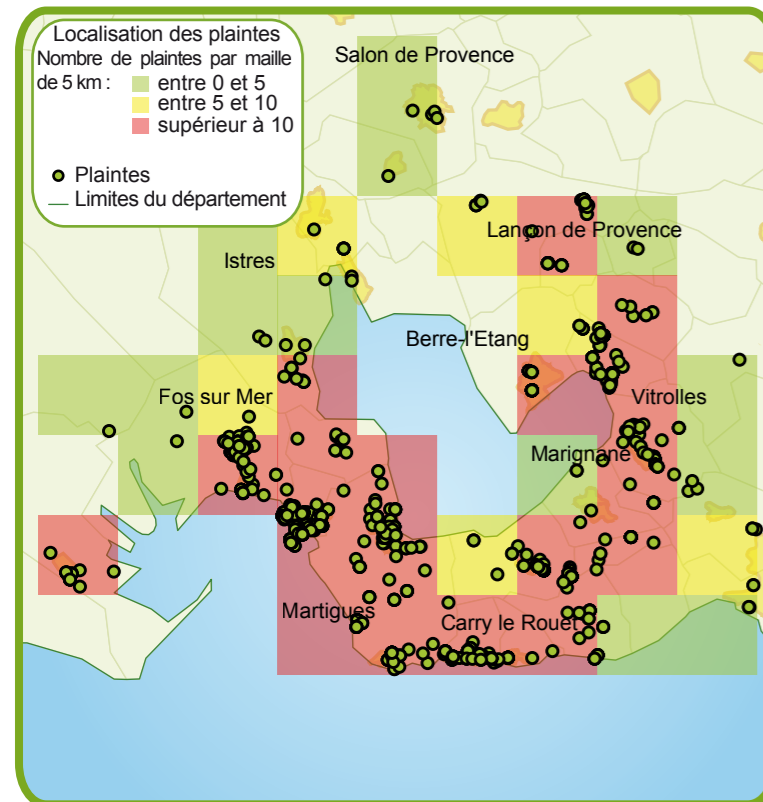 Localisation des plaintes
Nombre de plaintes par maille
de 5 km :
entre 0 et 5
entre 5 et 10
supérieur à 10
Plaintes
Limites du département
Salon de Provence
Lançon de Provence
Istres
Berre-l'Etang
Fos sur Mer
Vitrolles
Marignane
Martigues
Carry le Rouet